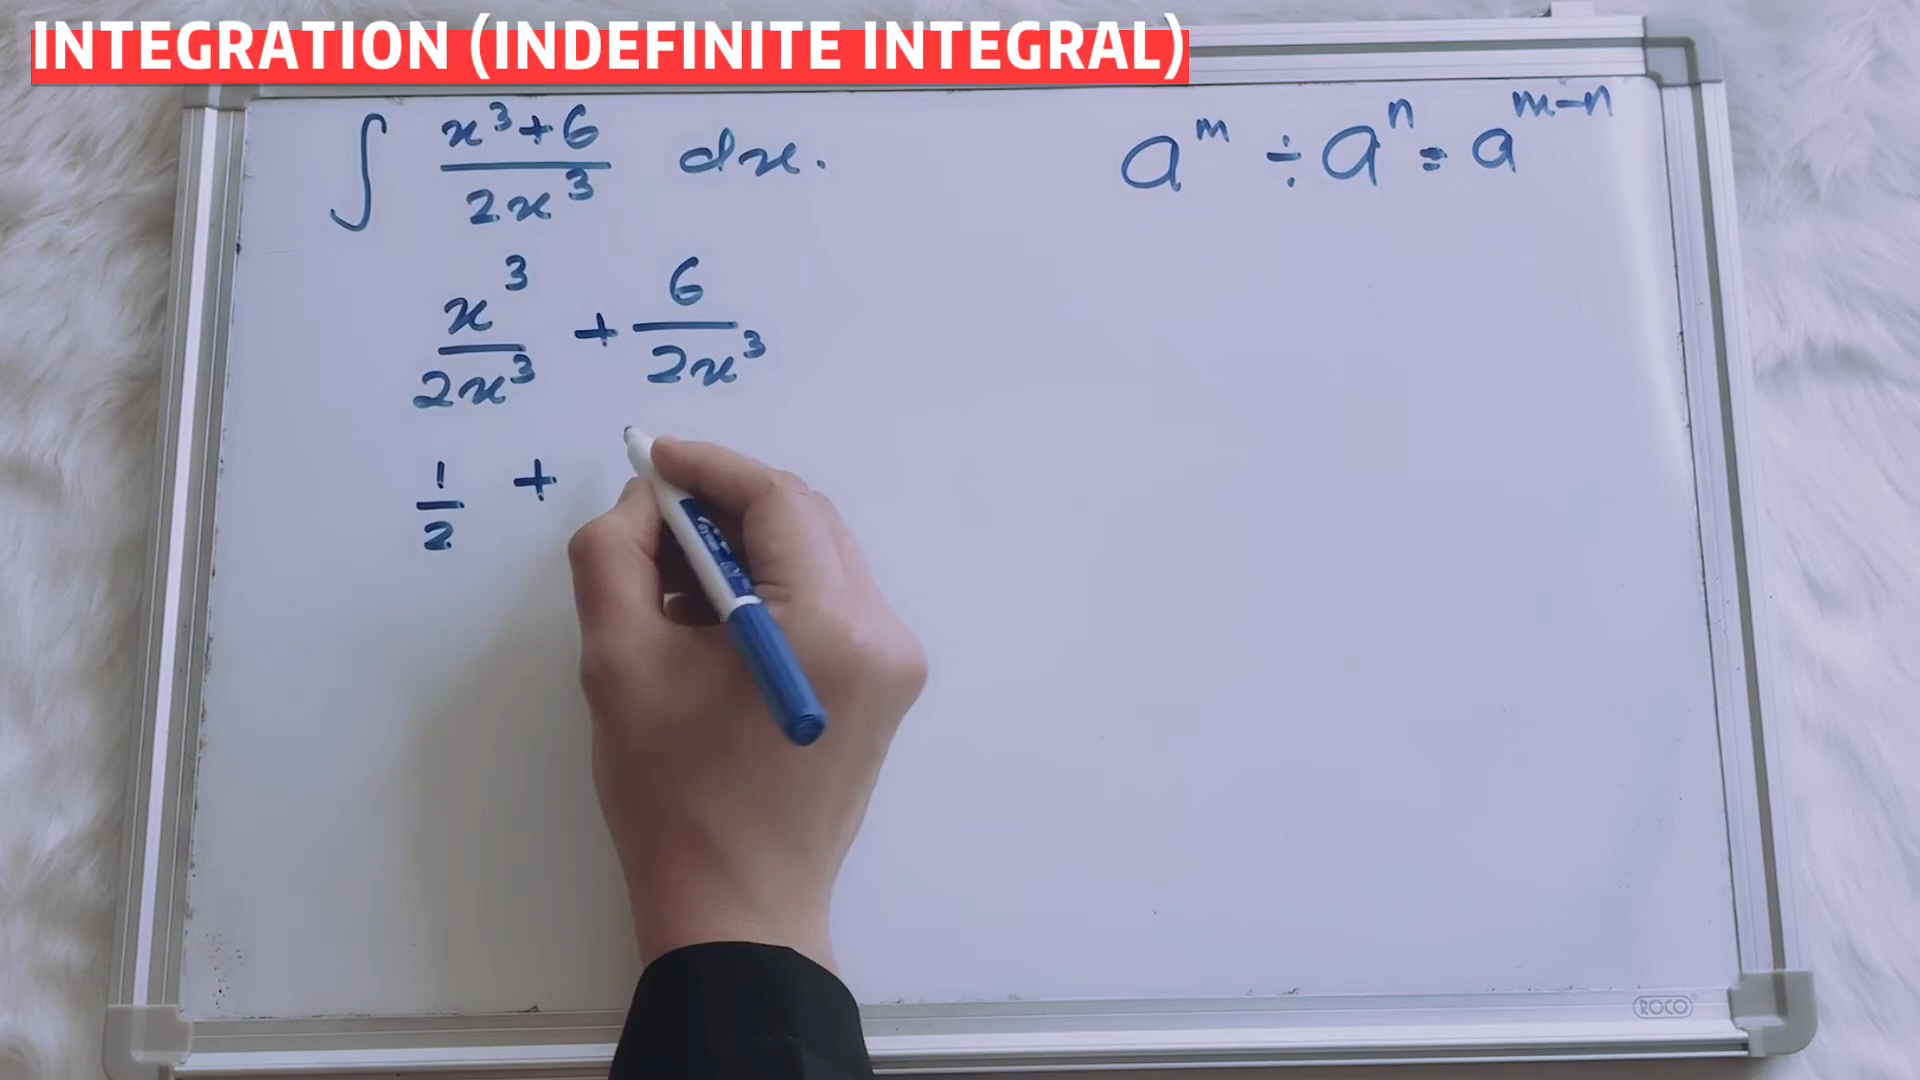 INTEGRATION (INDEFINITE INTEGRAL)
∫ (x³+6)/(2x³) dx.
aᵐ ÷ aⁿ = aᵐ⁻ⁿ
x³/(2x³) + 6/(2x³)
1/2 +
ROCO